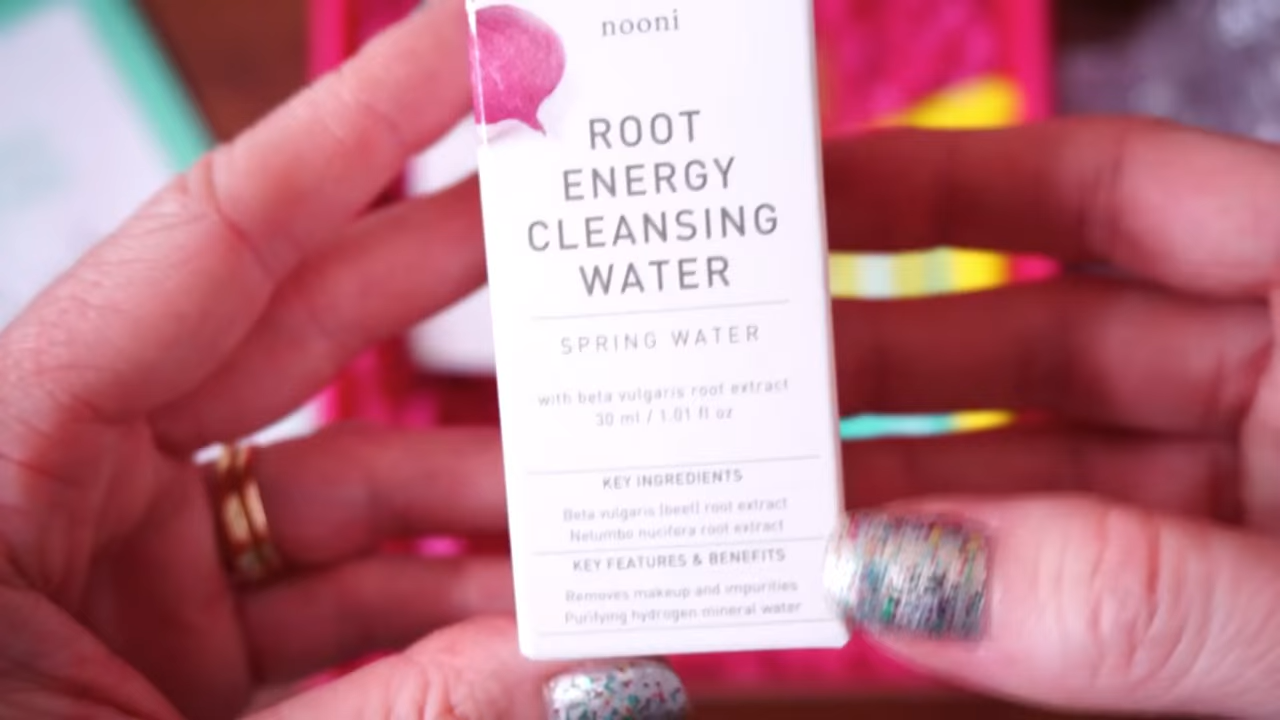 nooni
ROOT
ENERGY
CLEANSING
WATER
SPRING WATER
with beta vulgaris root extract
30 ml / 1.01 fl oz
KEY INGREDIENTS
Beta vulgaris (beet) root extract
Nelumbo nucifera root extract
KEY FEATURES & BENEFITS
Removes makeup and impurities
Purifying hydrogen mineral water